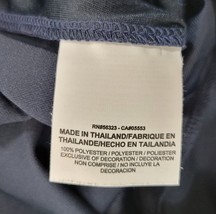 RN#56323 - CA#05553
MADE IN THAILAND/FABRIQUE EN
THAILANDE/HECHO EN TAILANDIA
100% POLYESTER / POLYESTER / POLIÉSTER
EXCLUSIVE OF DECORATION / DECORATION
NON COMPRISE / NO INCLUYE LA
DECORACIÓN